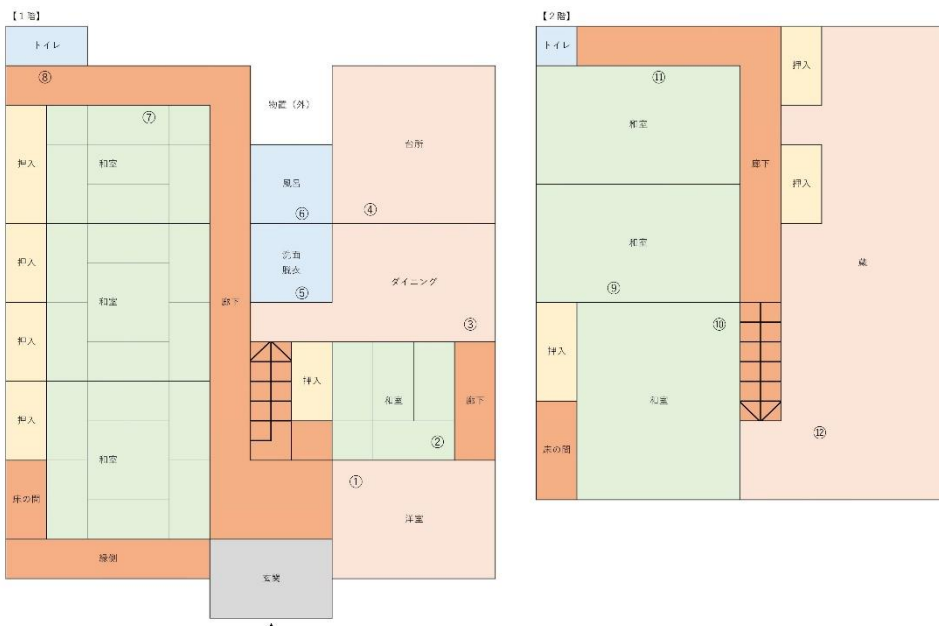 【1階】
トイレ
⑧
物置（外）
台所
⑦
押入
和室
風呂
⑥
④
洗面
脱衣
⑤
ダイニング
③
押入
和室
廊下
押入
押入
和室
②
廊下
押入
和室
①
洋室
床の間
縁側
玄関
【2階】
トイレ
押入
⑪
和室
廊下
押入
和室
⑨
蔵
⑩
押入
和室
⑫
床の間